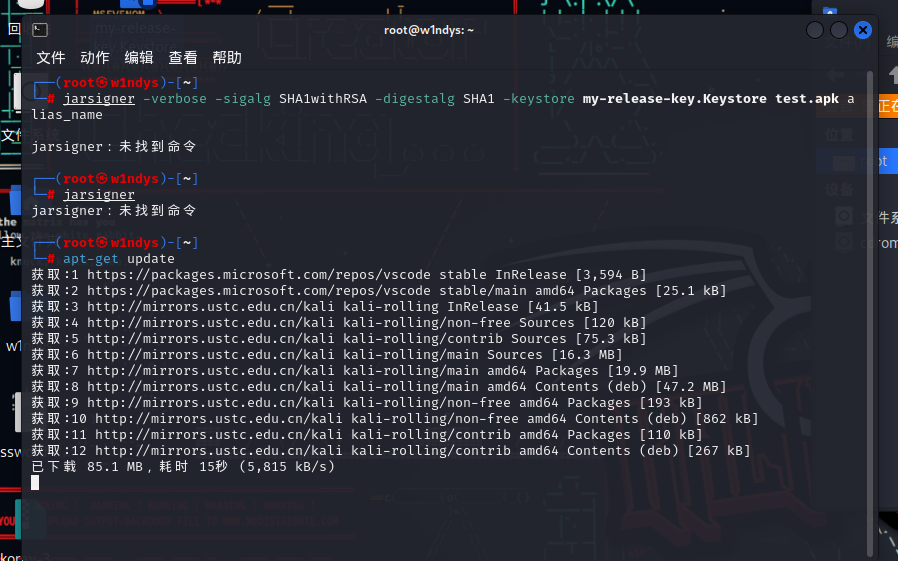 root@w1ndys: ~
文件 动作 编辑 查看 帮助
┌──(root㉿w1ndys)-[~]
└─# jarsigner -verbose -sigalg SHA1withRSA -digestalg SHA1 -keystore my-release-key.Keystore test.apk a
lias_name
jarsigner：未找到命令
┌──(root㉿w1ndys)-[~]
└─# jarsigner
jarsigner：未找到命令
┌──(root㉿w1ndys)-[~]
└─# apt-get update
获取:1 https://packages.microsoft.com/repos/vscode stable InRelease [3,594 B]
获取:2 https://packages.microsoft.com/repos/vscode stable/main amd64 Packages [25.1 kB]
获取:3 http://mirrors.ustc.edu.cn/kali kali-rolling InRelease [41.5 kB]
获取:4 http://mirrors.ustc.edu.cn/kali kali-rolling/non-free Sources [120 kB]
获取:5 http://mirrors.ustc.edu.cn/kali kali-rolling/contrib Sources [75.3 kB]
获取:6 http://mirrors.ustc.edu.cn/kali kali-rolling/main Sources [16.3 MB]
获取:7 http://mirrors.ustc.edu.cn/kali kali-rolling/main amd64 Packages [19.9 MB]
获取:8 http://mirrors.ustc.edu.cn/kali kali-rolling/main amd64 Contents (deb) [47.2 MB]
获取:9 http://mirrors.ustc.edu.cn/kali kali-rolling/non-free amd64 Packages [193 kB]
获取:10 http://mirrors.ustc.edu.cn/kali kali-rolling/non-free amd64 Contents (deb) [862 kB]
获取:11 http://mirrors.ustc.edu.cn/kali kali-rolling/contrib amd64 Packages [110 kB]
获取:12 http://mirrors.ustc.edu.cn/kali kali-rolling/contrib amd64 Contents (deb) [267 kB]
已下载 85.1 MB，耗时 15秒 (5,815 kB/s)